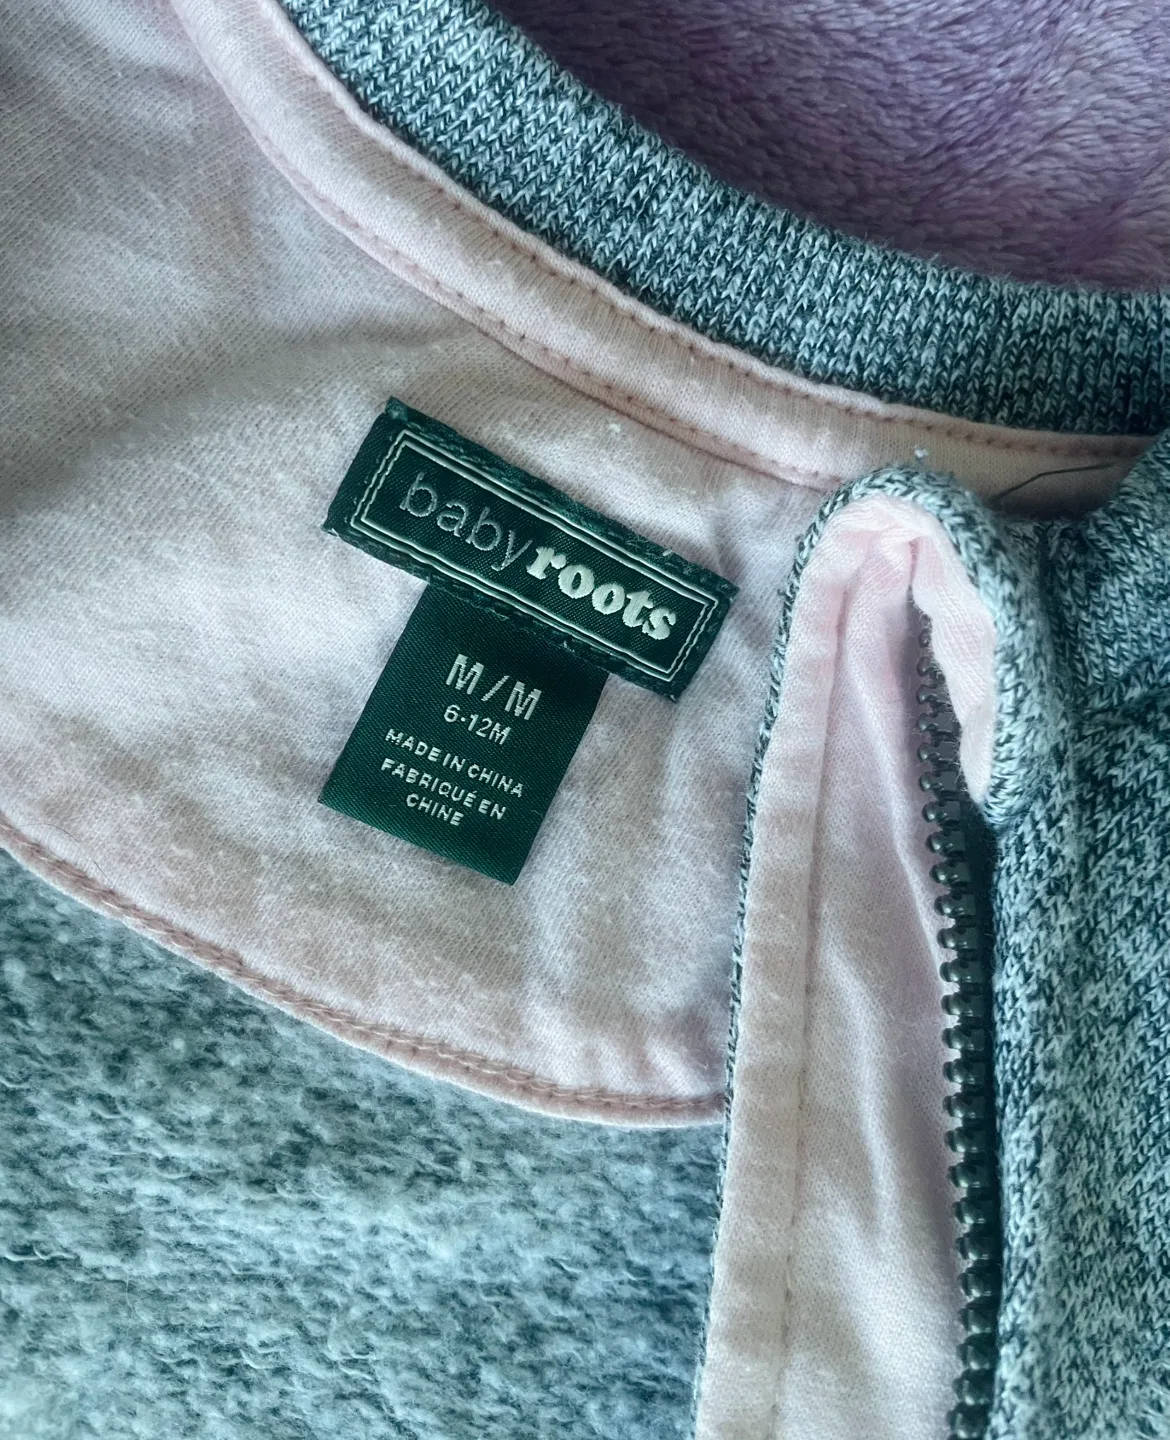 babyroots
M/M
6-12M
MADE IN CHINA
FABRIQUÉ EN
CHINE